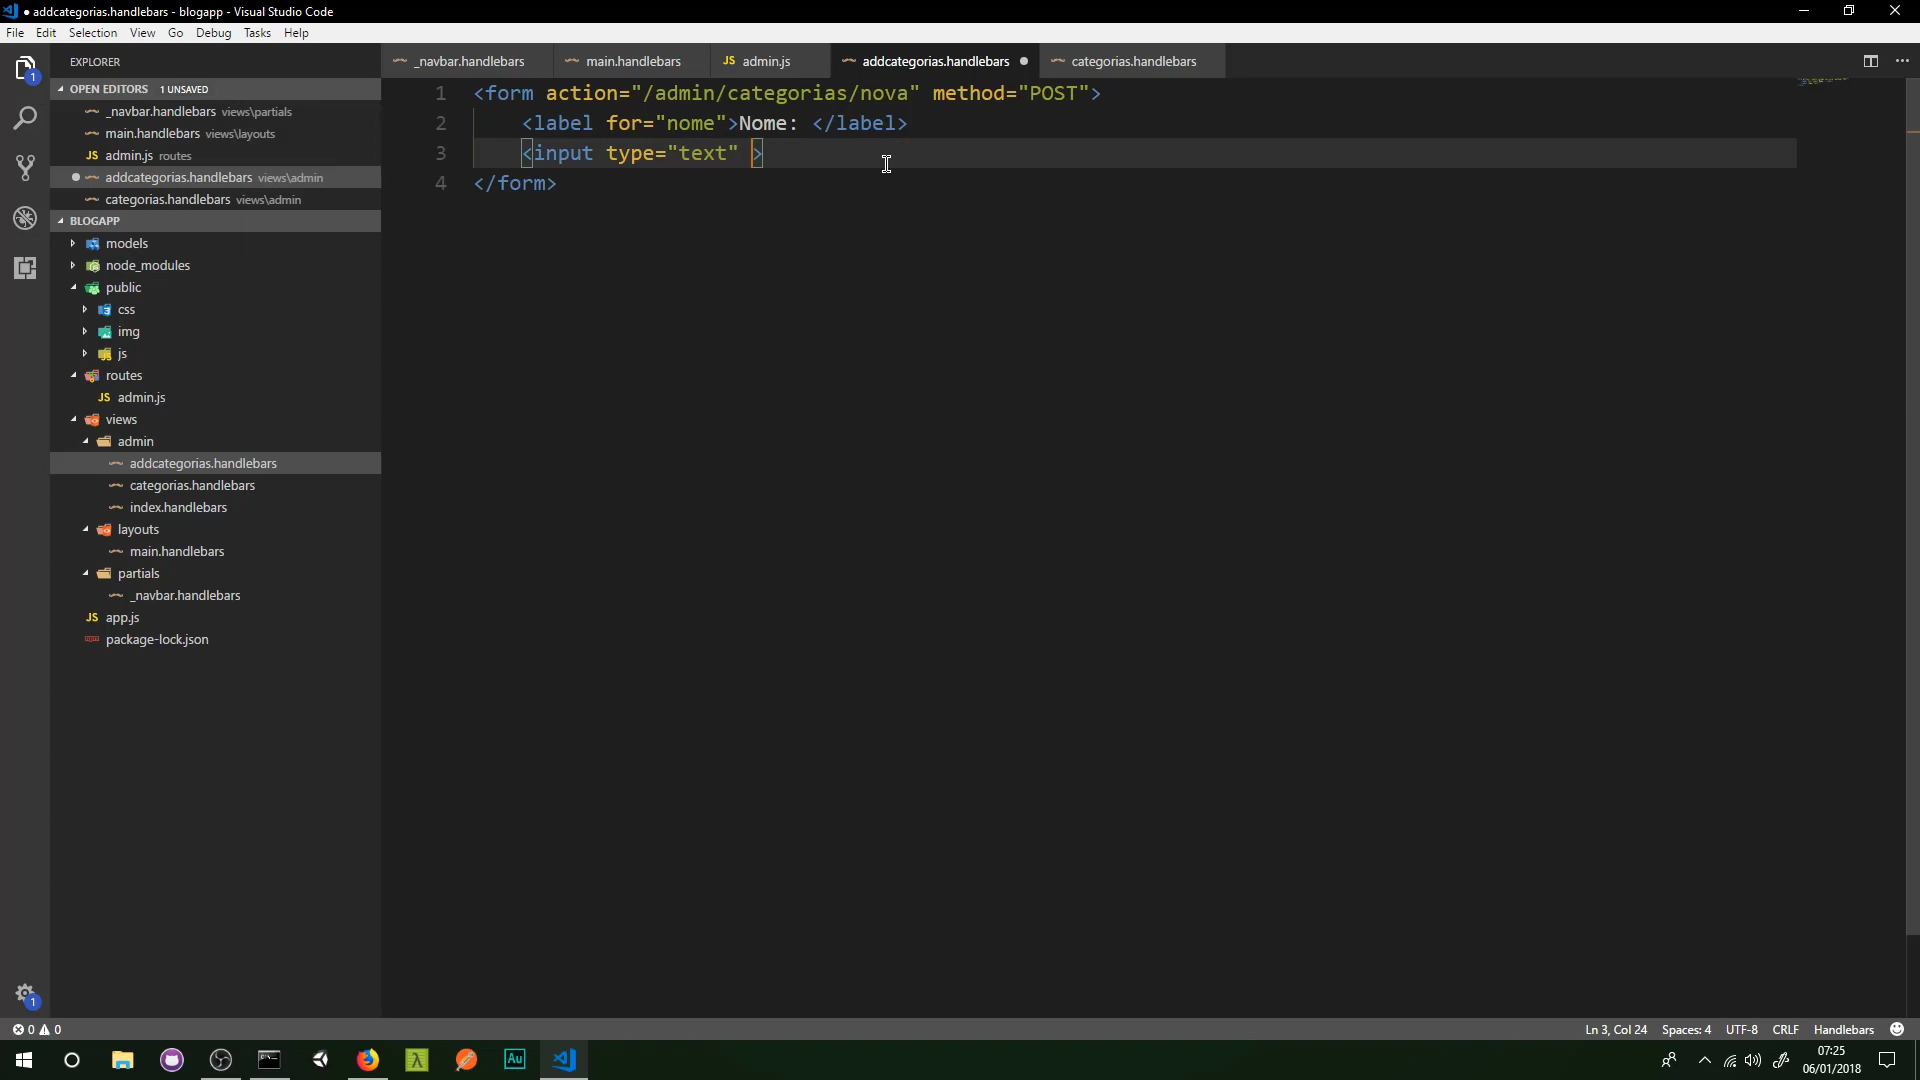 addcategorias.handlebars - blogapp - Visual Studio Code
File Edit Selection View Go Debug Tasks Help
EXPLORER
OPEN EDITORS 1 UNSAVED
_navbar.handlebars views\partials
main.handlebars views\layouts
JS admin.js routes
addcategorias.handlebars views\admin
categorias.handlebars views\admin
BLOGAPP
models
node_modules
public
css
img
js
routes
JS admin.js
views
admin
addcategorias.handlebars
categorias.handlebars
index.handlebars
layouts
main.handlebars
partials
_navbar.handlebars
JS app.js
package-lock.json
1
1
_navbar.handlebars main.handlebars JS admin.js addcategorias.handlebars categorias.handlebars
1 <form action="/admin/categorias/nova" method="POST">
2 <label for="nome">Nome: </label>
3 <input type="text" >
4 </form>
0 0 Ln 3, Col 24 Spaces: 4 UTF-8 CRLF Handlebars
Au
07:25
06/01/2018